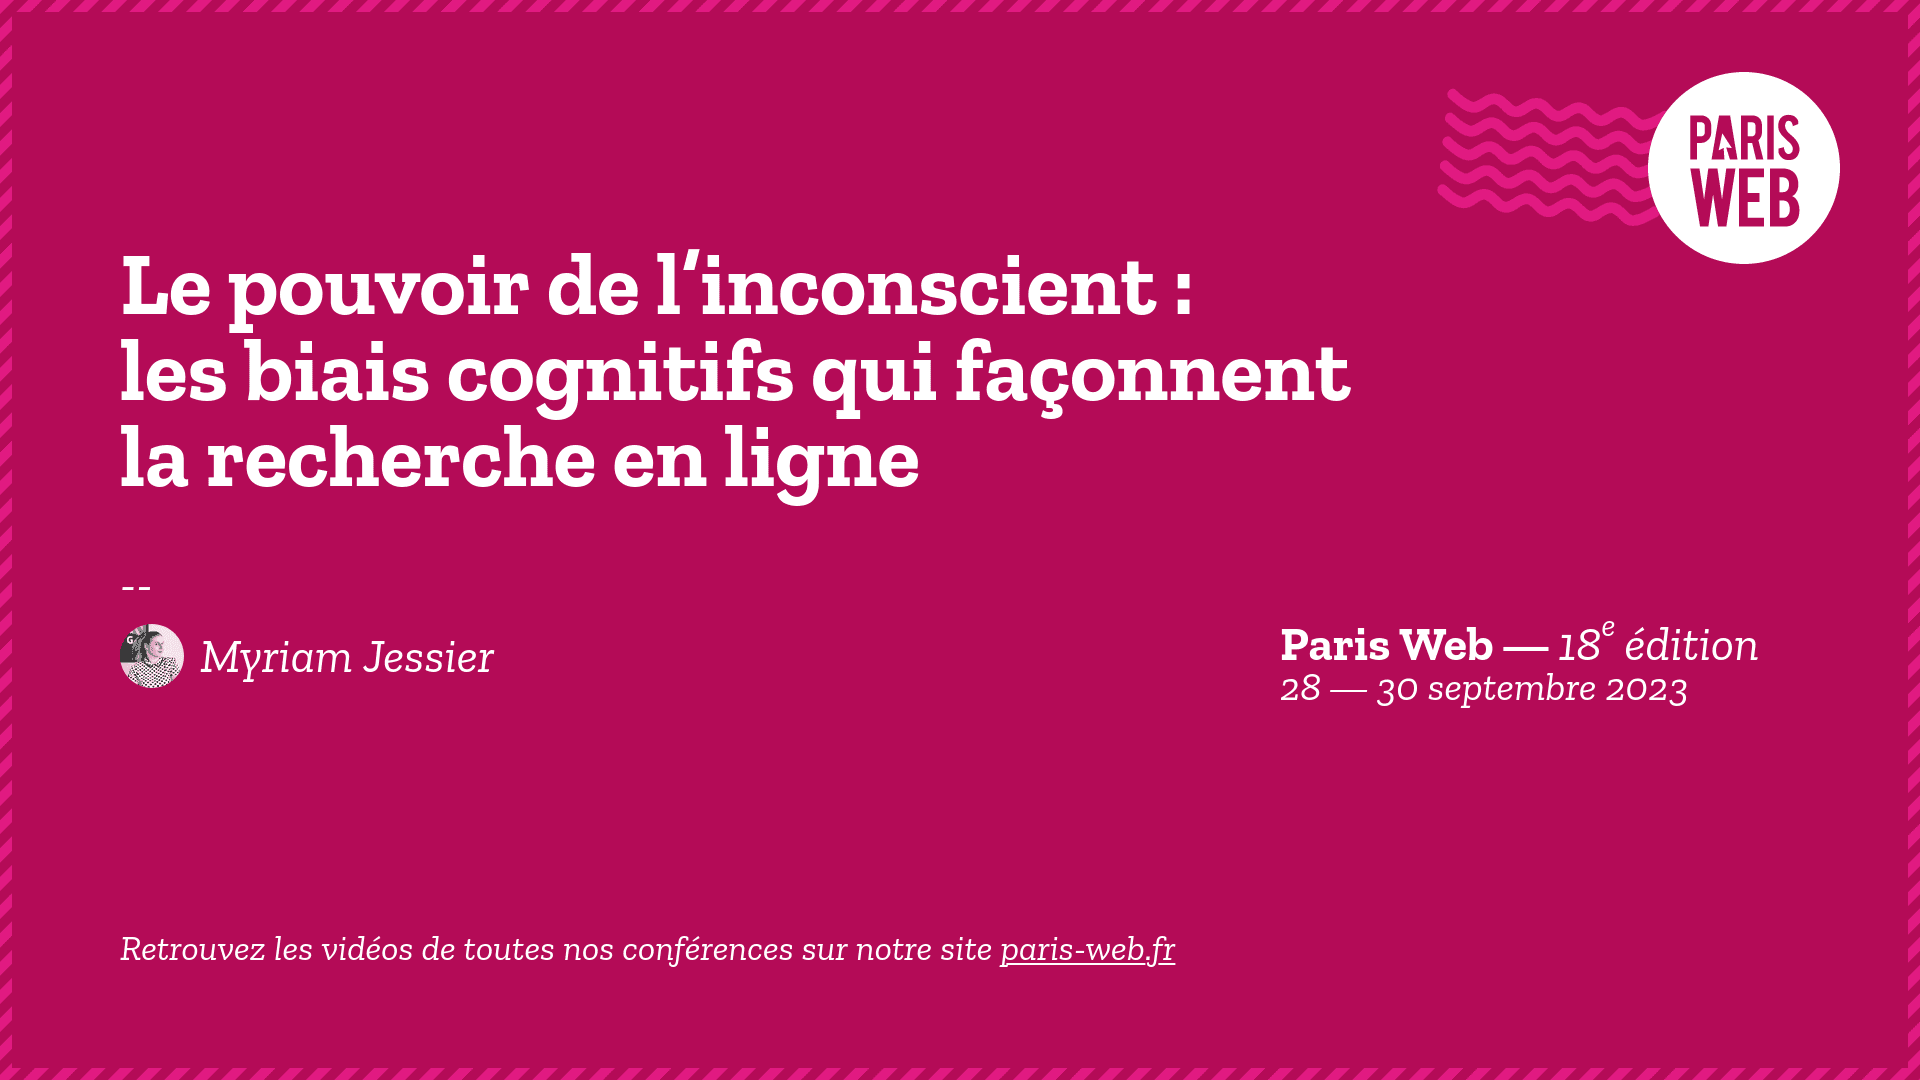 PARIS
WEB
Le pouvoir de l’inconscient :
les biais cognitifs qui façonnent
la recherche en ligne
--
G
Myriam Jessier
Paris Web — 18e édition
28 — 30 septembre 2023
Retrouvez les vidéos de toutes nos conférences sur notre site paris-web.fr